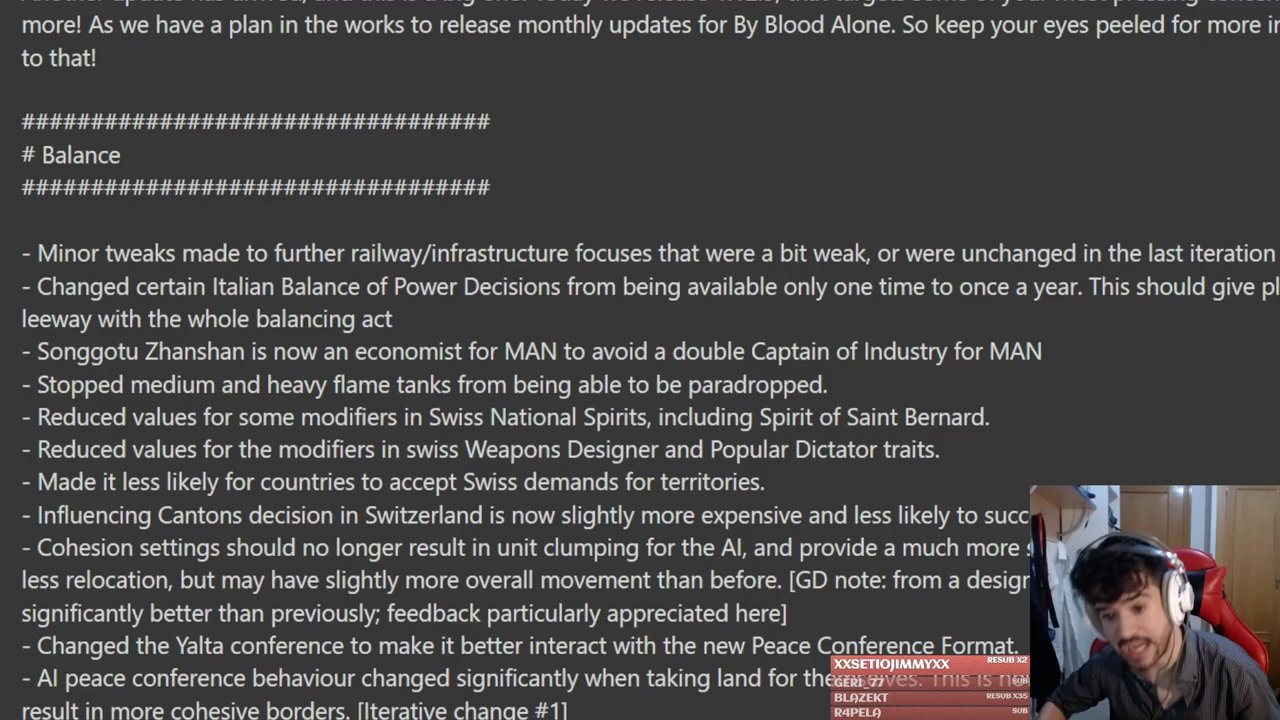 more! As we have a plan in the works to release monthly updates for By Blood Alone. So keep your eyes peeled for more
to that!
##################################
# Balance
##################################
- Minor tweaks made to further railway/infrastructure focuses that were a bit weak, or were unchanged in the last iteration
- Changed certain Italian Balance of Power Decisions from being available only one time to once a year. This should give
leeway with the whole balancing act
- Songgotu Zhanshan is now an economist for MAN to avoid a double Captain of Industry for MAN
- Stopped medium and heavy flame tanks from being able to be paradropped.
- Reduced values for some modifiers in Swiss National Spirits, including Spirit of Saint Bernard.
- Reduced values for the modifiers in swiss Weapons Designer and Popular Dictator traits.
- Made it less likely for countries to accept Swiss demands for territories.
- Influencing Cantons decision in Switzerland is now slightly more expensive and less likely to succ
- Cohesion settings should no longer result in unit clumping for the AI, and provide a much more
less relocation, but may have slightly more overall movement than before. [GD note: from a design
significantly better than previously; feedback particularly appreciated here]
- Changed the Yalta conference to make it better interact with the new Peace Conference Format.
- AI peace conference behaviour changed significantly when taking land for themselves. This is
result in more cohesive borders. [Iterative change #1]
XXSETIOJIMMYXX RESUB X2
GERD_77 SUB
BLAZEKT RESUB X35
R4PELA SUB